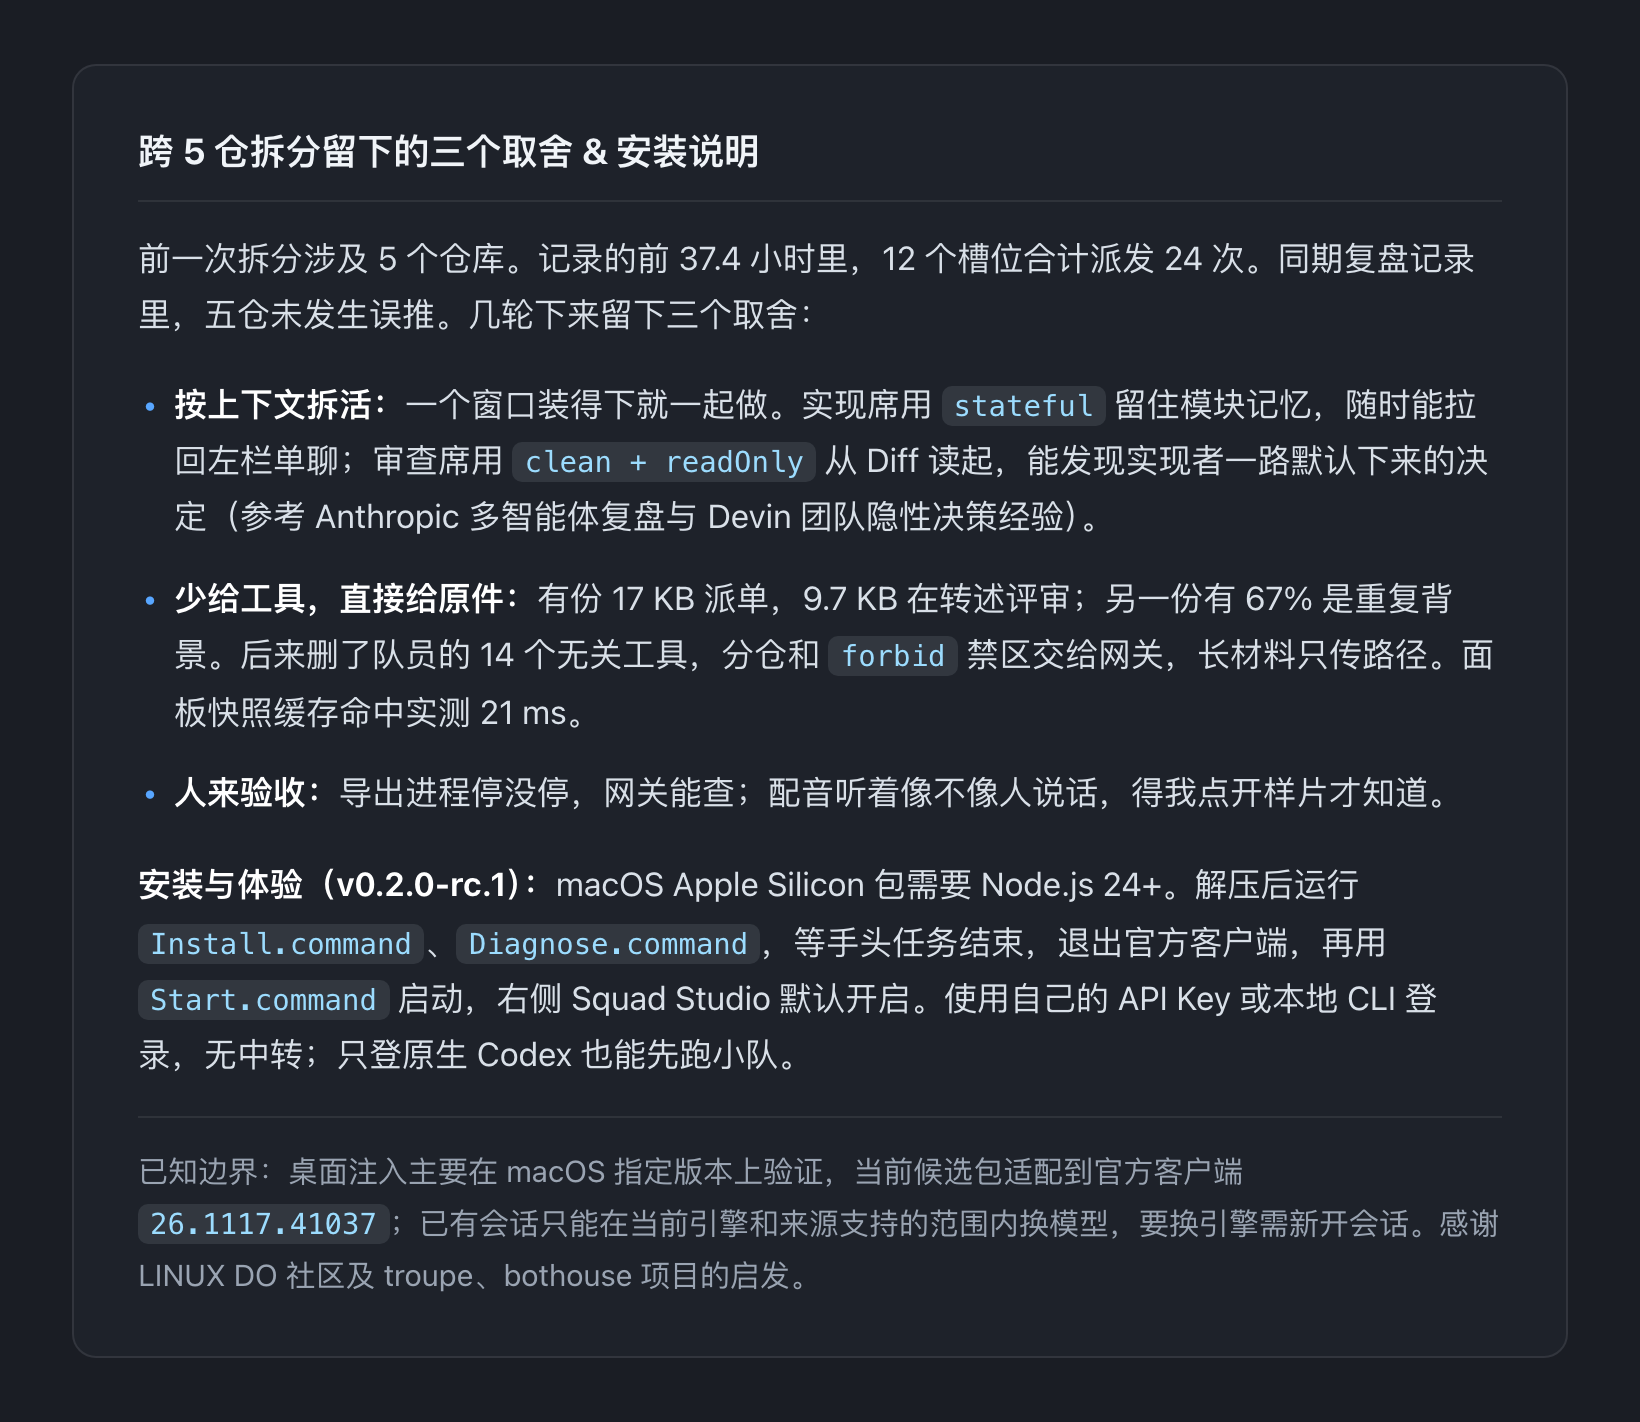 跨 5 仓拆分留下的三个取舍 & 安装说明
前一次拆分涉及 5 个仓库。记录的前 37.4 小时里，12 个槽位合计派发 24 次。同期复盘记录
里，五仓未发生误推。几轮下来留下三个取舍：
• 按上下文拆活：一个窗口装得下就一起做。实现席用 stateful 留住模块记忆，随时能拉
回左栏单聊；审查席用 clean + readOnly 从 Diff 读起，能发现实现者一路默认下来的决
定（参考 Anthropic 多智能体复盘与 Devin 团队隐性决策经验）。
• 少给工具，直接给原件：有份 17 KB 派单，9.7 KB 在转述评审；另一份有 67% 是重复背
景。后来删了队员的 14 个无关工具，分仓和 forbid 禁区交给网关，长材料只传路径。面
板快照缓存命中实测 21 ms。
• 人来验收：导出进程停没停，网关能查；配音听着像不像人说话，得我点开样片才知道。
安装与体验（v0.2.0-rc.1）：macOS Apple Silicon 包需要 Node.js 24+。解压后运行
Install.command、Diagnose.command，等手头任务结束，退出官方客户端，再用
Start.command 启动，右侧 Squad Studio 默认开启。使用自己的 API Key 或本地 CLI 登
录，无中转；只登原生 Codex 也能先跑小队。
已知边界：桌面注入主要在 macOS 指定版本上验证，当前候选包适配到官方客户端
26.1117.41037；已有会话只能在当前引擎和来源支持的范围内换模型，要换引擎需新开会话。感谢
LINUX DO 社区及 troupe、bothouse 项目的启发。